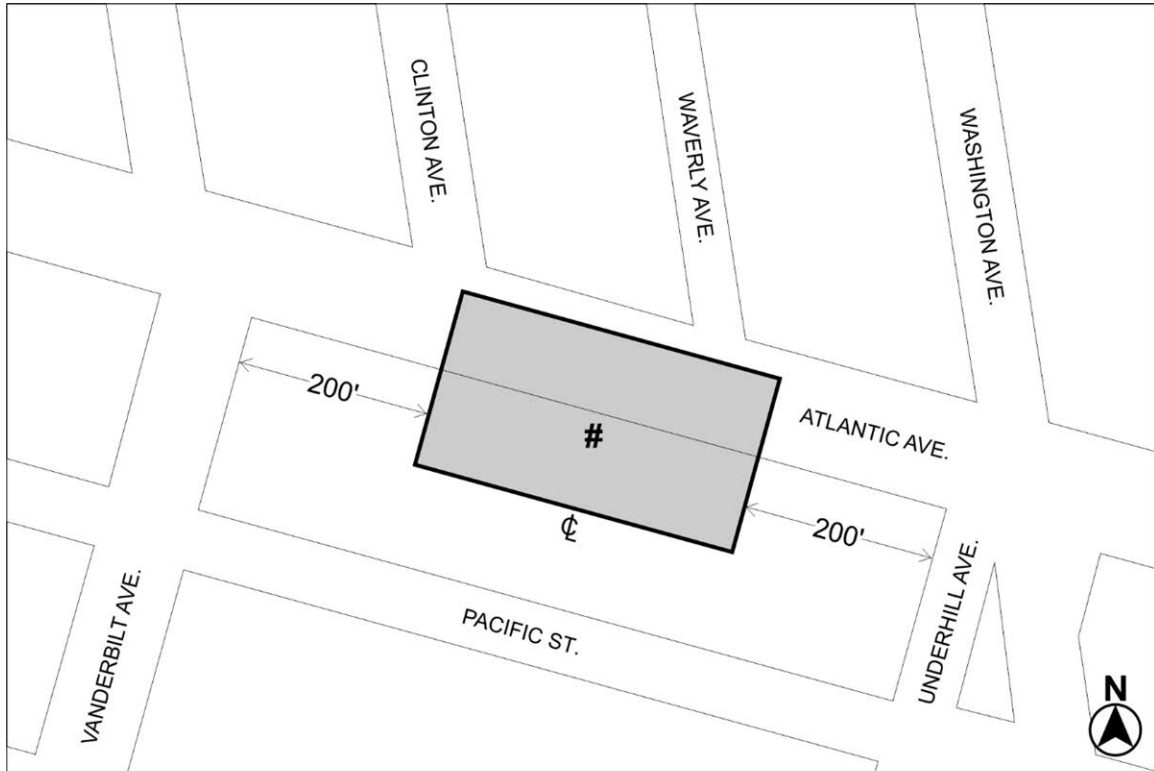 CLINTON AVE.
WAVERLY AVE.
WASHINGTON AVE.
200'
#
ATLANTIC AVE.
℄
200'
PACIFIC ST.
VANDERBILT AVE.
UNDERHILL AVE.
N